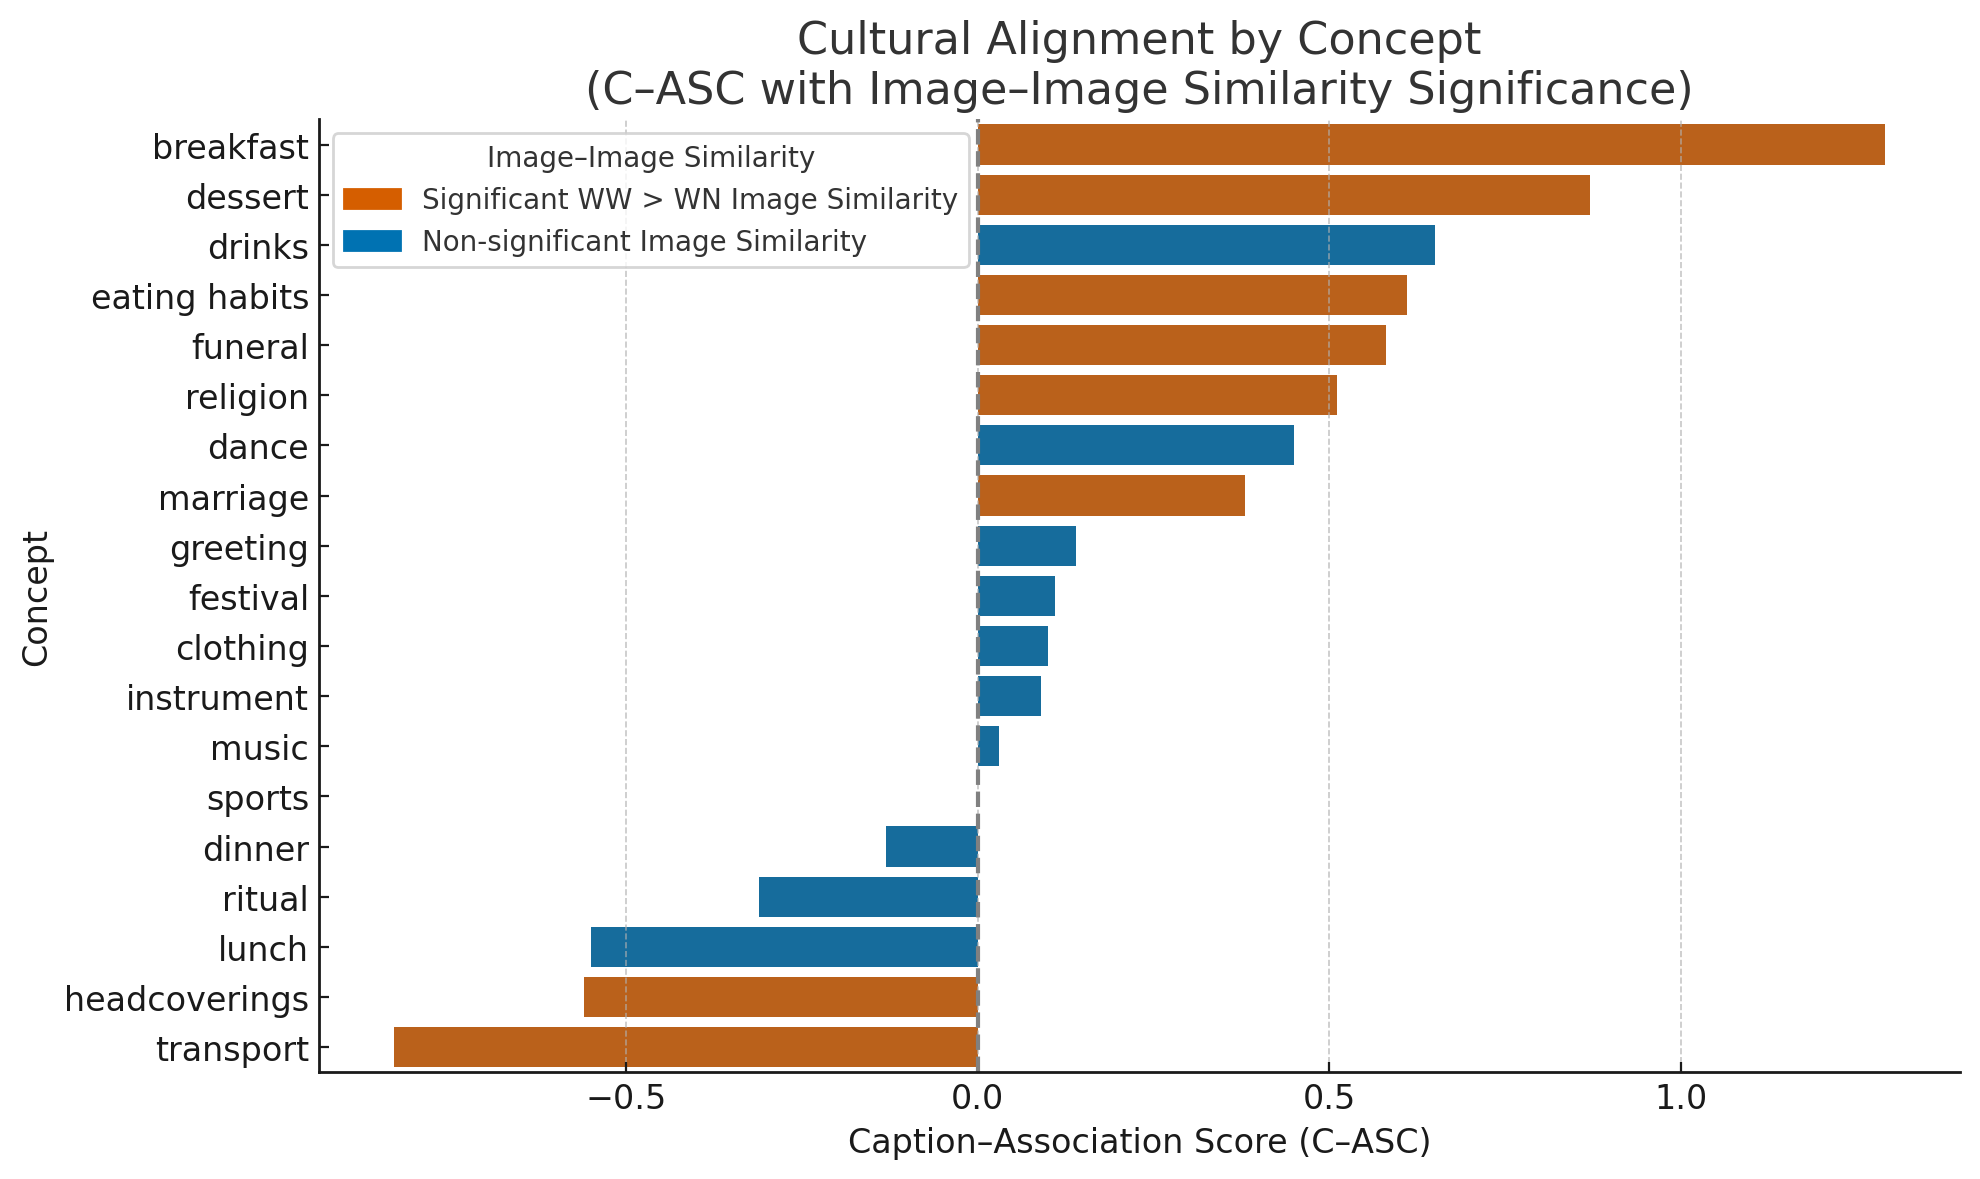 Cultural Alignment by Concept
(C–ASC with Image–Image Similarity Significance)
Image–Image Similarity
Significant WW > WN Image Similarity
Non-significant Image Similarity
Concept
breakfast
dessert
drinks
eating habits
funeral
religion
dance
marriage
greeting
festival
clothing
instrument
music
sports
dinner
ritual
lunch
headcoverings
transport
−0.5
0.0
0.5
1.0
Caption–Association Score (C–ASC)